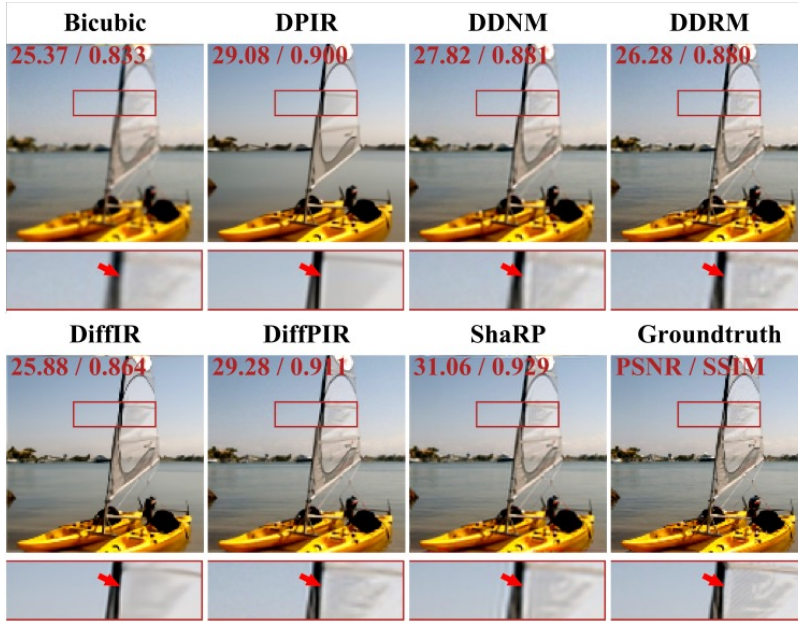 Bicubic DPIR DDNM DDRM
25.37 / 0.833 29.08 / 0.900 27.82 / 0.881 26.28 / 0.880
DiffIR DiffPIR ShaRP Groundtruth
25.88 / 0.864 29.28 / 0.911 31.06 / 0.929 PSNR / SSIM